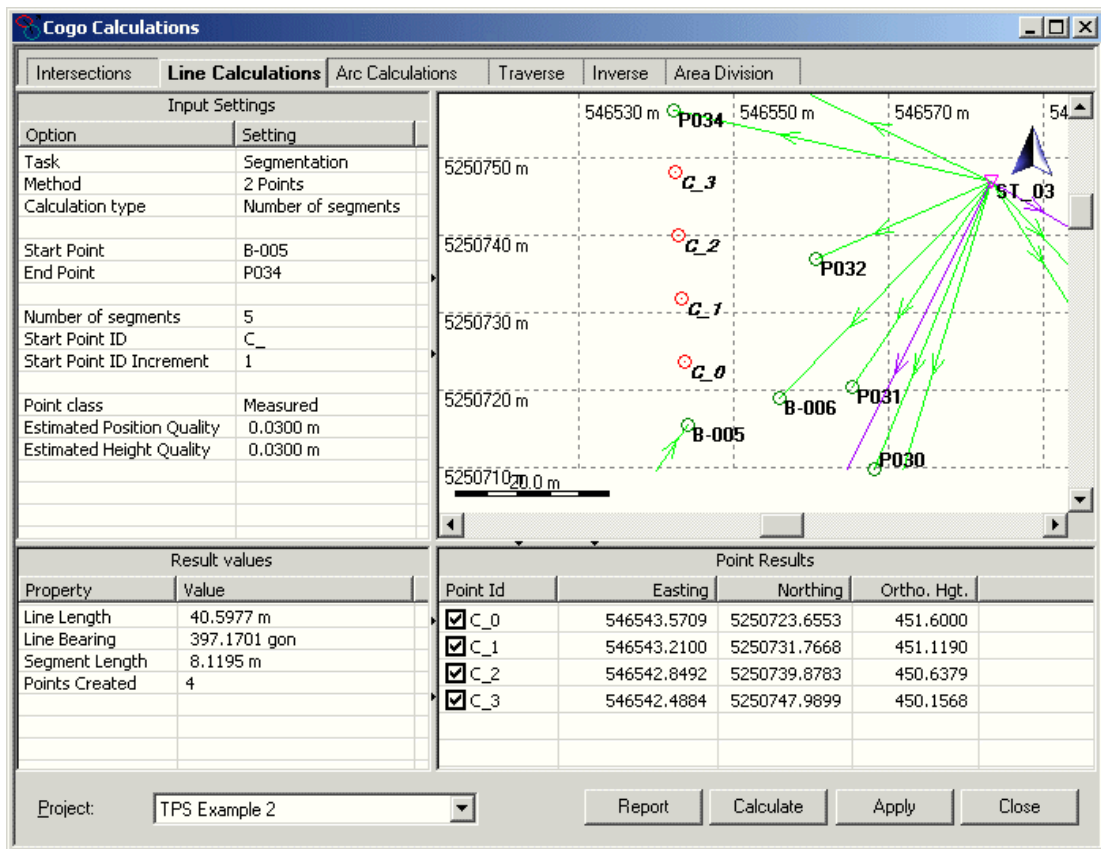 Cogo Calculations
Intersections Line Calculations Arc Calculations Traverse Inverse Area Division
Input Settings
Option Setting
Task Segmentation
Method 2 Points
Calculation type Number of segments
Start Point B-005
End Point P034
Number of segments 5
Start Point ID C_
Start Point ID Increment 1
Point class Measured
Estimated Position Quality 0.0300 m
Estimated Height Quality 0.0300 m
546530 m 546550 m 546570 m 54
P034
5250750 m
C_3
ST_03
5250740 m
C_2
P032
5250730 m
C_1
C_0
5250720 m
B-006
P031
B-005
P030
5250710 m
20.0 m
Result values
Property Value
Line Length 40.5977 m
Line Bearing 397.1701 gon
Segment Length 8.1195 m
Points Created 4
Point Results
Point Id Easting Northing Ortho. Hgt.
C_0 546543.5709 5250723.6553 451.6000
C_1 546543.2100 5250731.7668 451.1190
C_2 546542.8492 5250739.8783 450.6379
C_3 546542.4884 5250747.9899 450.1568
Project: TPS Example 2
Report Calculate Apply Close